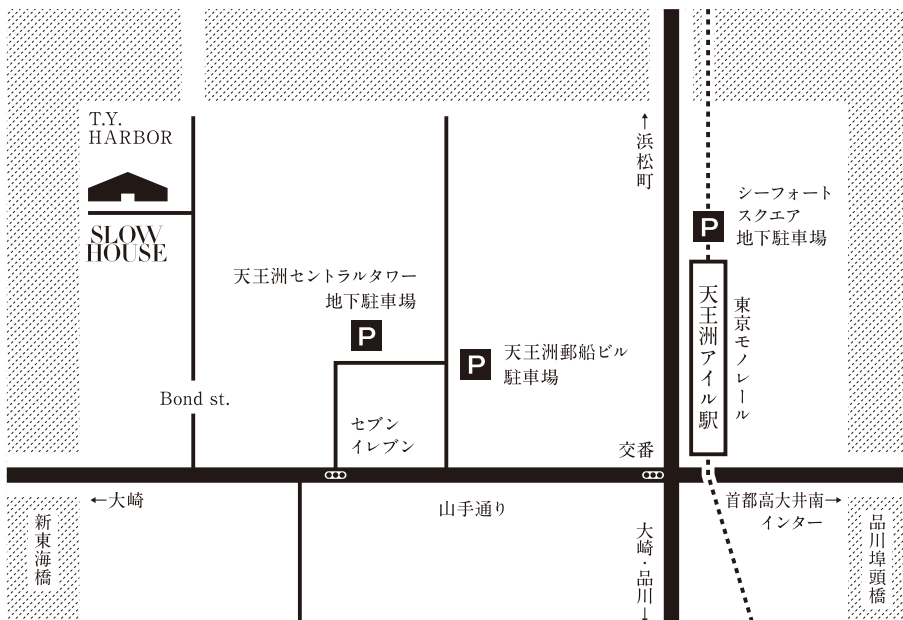 T.Y.
HARBOR
SLOW
HOUSE
↑
浜松町
P
シーフォート
スクエア
地下駐車場
天王洲セントラルタワー
地下駐車場
P
P
天王洲郵船ビル
駐車場
天王洲アイル駅
東京モノレール
Bond st.
セブン
イレブン
交番
←大崎
山手通り
首都高大井南→
インター
新東海橋
大崎・品川
↓
品川埠頭橋